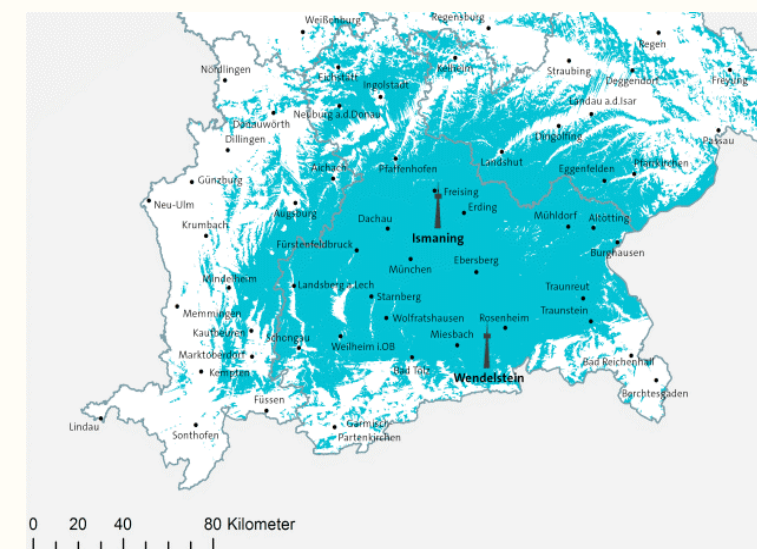 Weißenburg
Regensburg
Regen
Nördlingen
Eichstätt
Kelheim
Straubing
Deggendorf
Freyung
Ingolstadt
Neuburg a.d.Donau
Landau a.d.Isar
Donauwörth
Dingolfing
Passau
Dillingen
Aichach
Pfaffenhofen
Landshut
Pfarrkirchen
Eggenfelden
Günzburg
Freising
Neu-Ulm
Augsburg
Erding
Dachau
Mühldorf
Altötting
Krumbach
Ismaning
Fürstenfeldbruck
Burghausen
München
Ebersberg
Mindelheim
Landsberg a Lech
Starnberg
Traunreut
Memmingen
Traunstein
Wolfratshausen
Rosenheim
Kaufbeuren
Schongau
Weilheim i.OB
Miesbach
Marktoberdorf
Bad Tölz
Bad Reichenhall
Kempten
Wendelstein
Berchtesgaden
Füssen
Lindau
Sonthofen
Garmisch
Partenkirchen
0 20 40 80 Kilometer